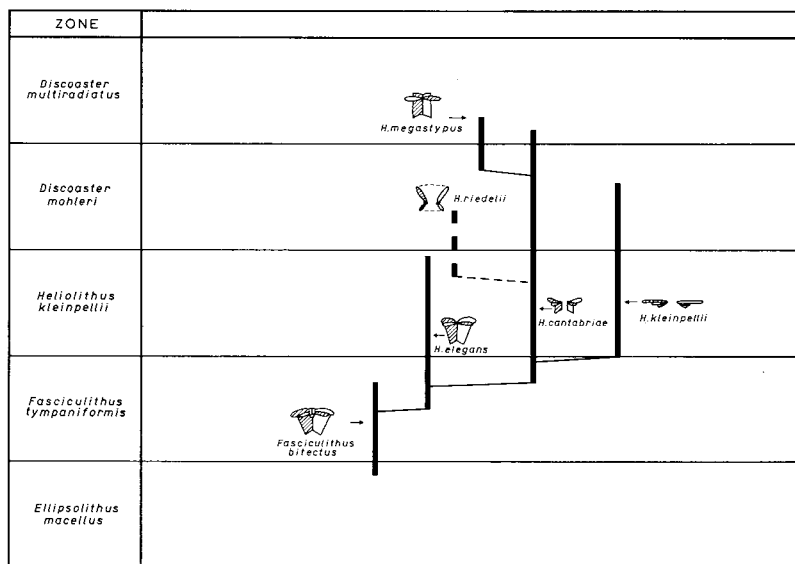 ZONE
Discoaster
multiradiatus
H.megastypus
Discoaster
mohleri
H.riedelii
Heliolithus
kleinpellii
H.cantabriae
H.kleinpellii
H.elegans
Fasciculithus
tympaniformis
Fasciculithus
bitectus
Ellipsolithus
macellus